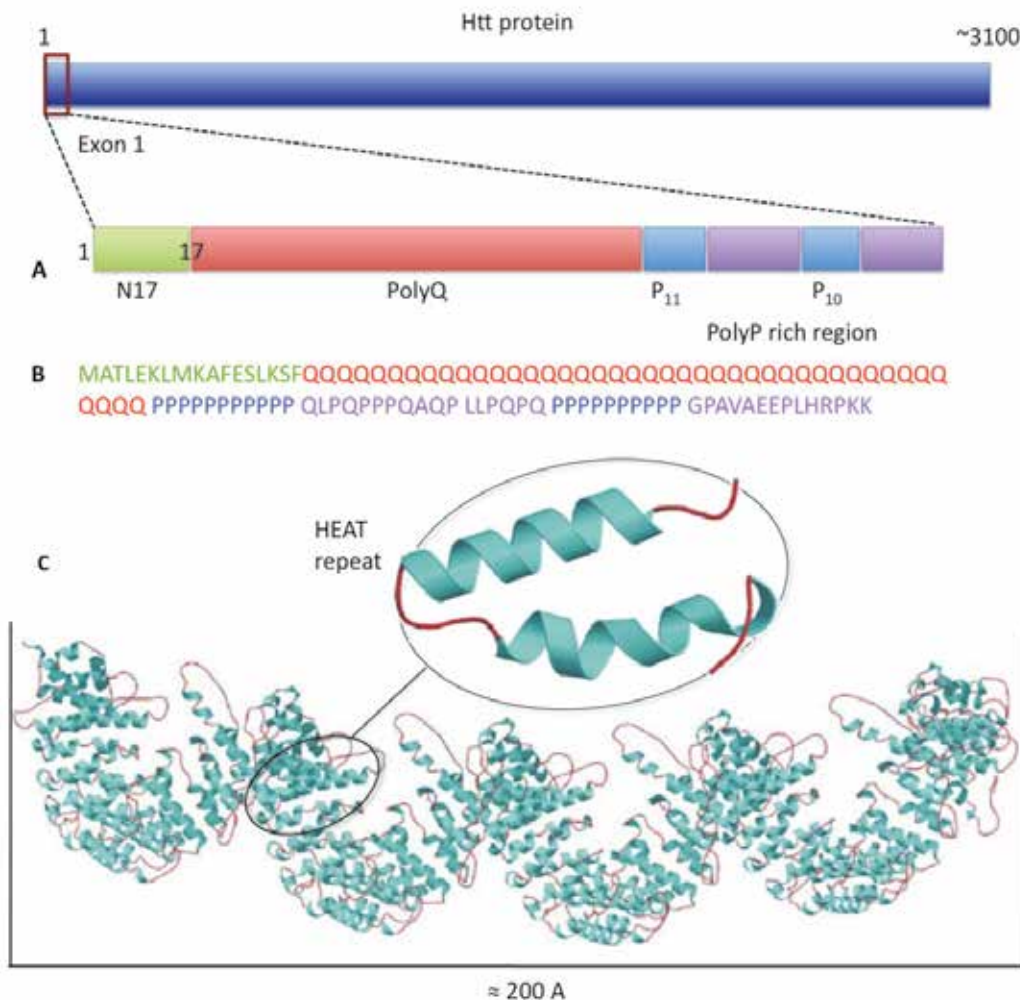 Htt protein
1
~3100
Exon 1
1
17
A
N17
PolyQ
P11
P10
PolyP rich region
B
MATLEKLMKAFESLKSFQQQQQQQQQQQQQQQQQQQQQQQQQQQQQQQQQQQQQQ
QQQQ PPPPPPPPPPP QLPQPPPQAQP LLPQPQ PPPPPPPPPP GPAVAEEPLHRPKK
HEAT
repeat
C
≈ 200 A